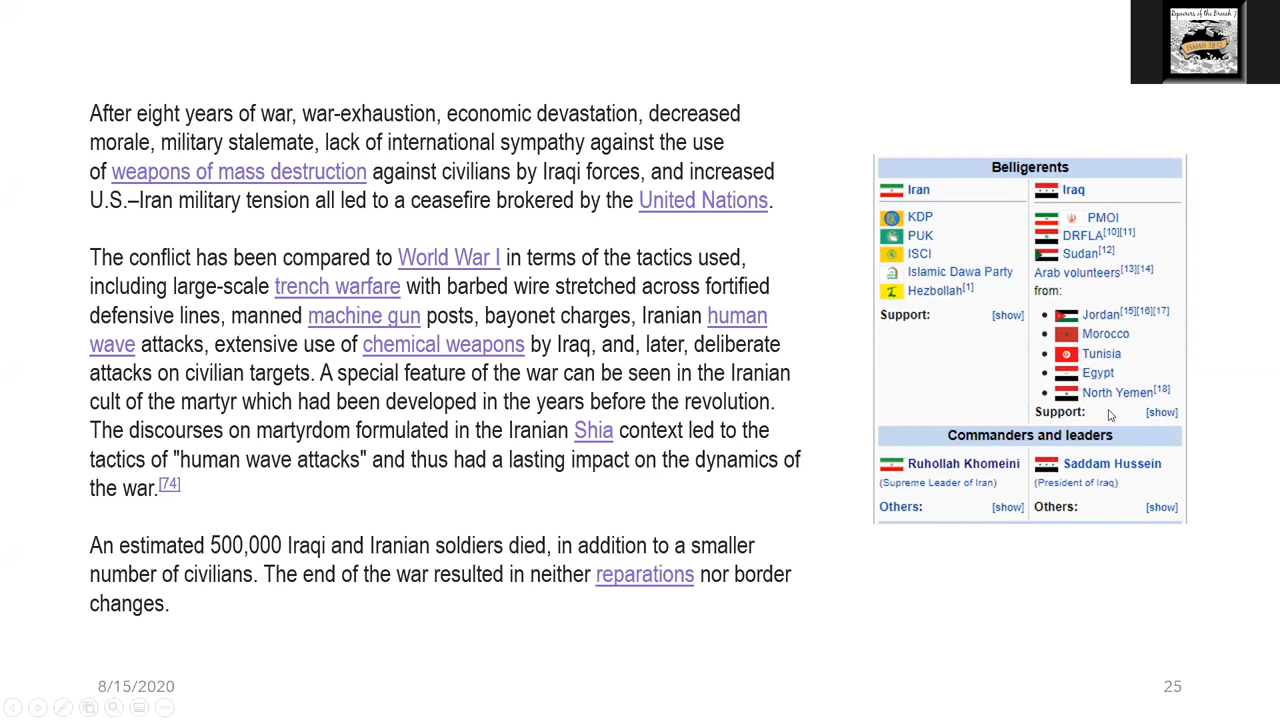 Repairers of the Breach 7
ISAIAH 58:12
After eight years of war, war-exhaustion, economic devastation, decreased
morale, military stalemate, lack of international sympathy against the use
of weapons of mass destruction against civilians by Iraqi forces, and increased
U.S.–Iran military tension all led to a ceasefire brokered by the United Nations.
The conflict has been compared to World War I in terms of the tactics used,
including large-scale trench warfare with barbed wire stretched across fortified
defensive lines, manned machine gun posts, bayonet charges, Iranian human
wave attacks, extensive use of chemical weapons by Iraq, and, later, deliberate
attacks on civilian targets. A special feature of the war can be seen in the Iranian
cult of the martyr which had been developed in the years before the revolution.
The discourses on martyrdom formulated in the Iranian Shia context led to the
tactics of "human wave attacks" and thus had a lasting impact on the dynamics of
the war.[74]
An estimated 500,000 Iraqi and Iranian soldiers died, in addition to a smaller
number of civilians. The end of the war resulted in neither reparations nor border
changes.
Belligerents
Iran
KDP
PUK
ISCI
Islamic Dawa Party
Hezbollah[1]
Support: [show]
Iraq
PMOI
DRFLA[10][11]
Sudan[12]
Arab volunteers[13][14]
from:
Jordan[15][16][17]
Morocco
Tunisia
Egypt
North Yemen[18]
Support: [show]
Commanders and leaders
Ruhollah Khomeini
(Supreme Leader of Iran)
Others: [show]
Saddam Hussein
(President of Iraq)
Others: [show]
8/15/2020
25